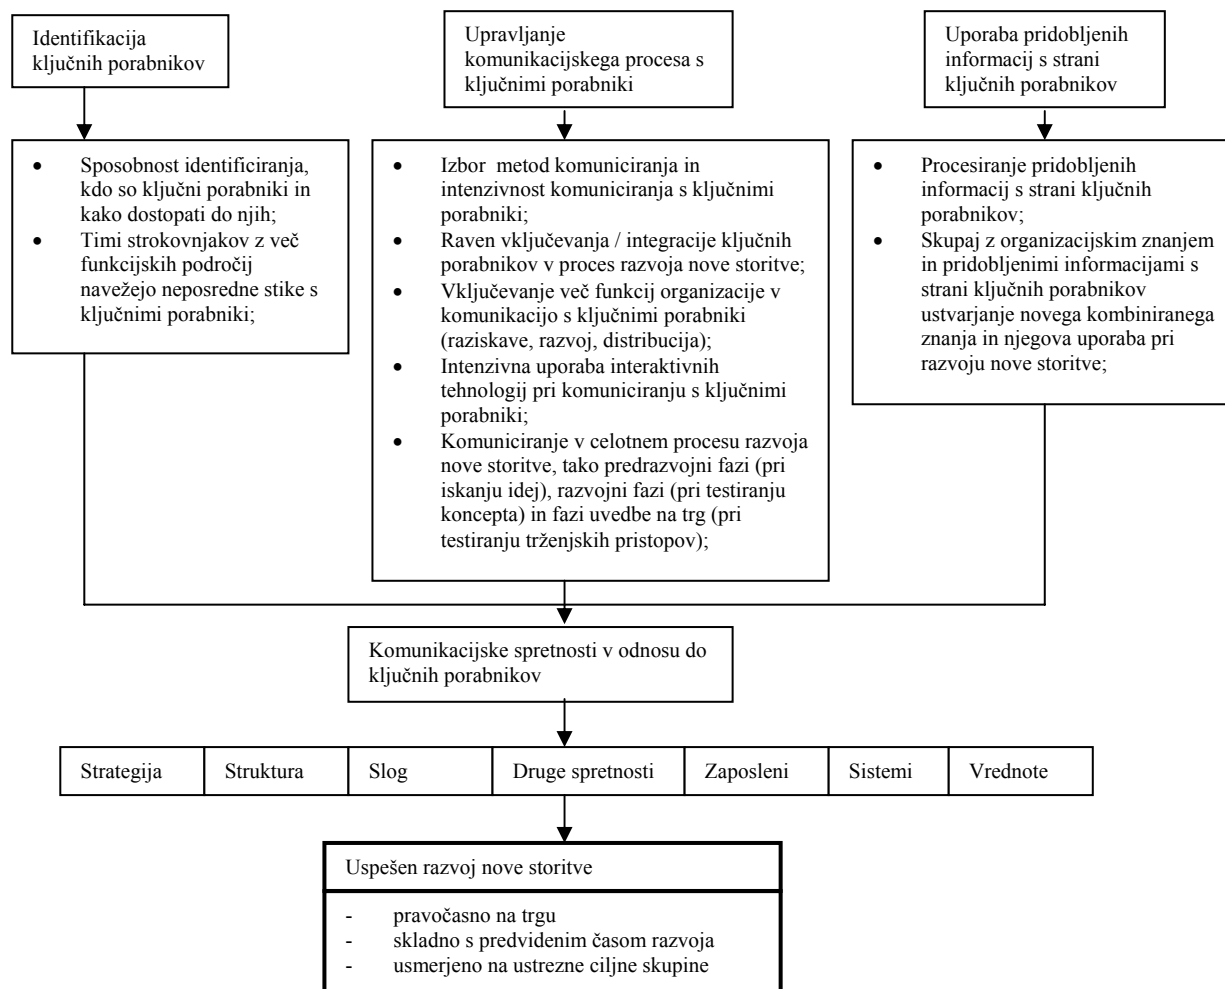 Identifikacija
ključnih porabnikov
Upravljanje
komunikacijskega procesa s
ključnimi porabniki
Uporaba pridobljenih
informacij s strani
ključnih porabnikov
• Sposobnost identificiranja,
kdo so ključni porabniki in
kako dostopati do njih;
• Timi strokovnjakov z več
funkcijskih področij
navežejo neposredne stike s
ključnimi porabniki;
• Izbor metod komuniciranja in
intenzivnost komuniciranja s ključnimi
porabniki;
• Raven vključevanja / integracije ključnih
porabnikov v proces razvoja nove storitve;
• Vključevanje več funkcij organizacije v
komunikacijo s ključnimi porabniki
(raziskave, razvoj, distribucija);
• Intenzivna uporaba interaktivnih
tehnologij pri komuniciranju s ključnimi
porabniki;
• Komuniciranje v celotnem procesu razvoja
nove storitve, tako predrazvojni fazi (pri
iskanju idej), razvojni fazi (pri testiranju
koncepta) in fazi uvedbe na trg (pri
testiranju trženjskih pristopov);
• Procesiranje pridobljenih
informacij s strani ključnih
porabnikov;
• Skupaj z organizacijskim znanjem
in pridobljenimi informacijami s
strani ključnih porabnikov
ustvarjanje novega kombiniranega
znanja in njegova uporaba pri
razvoju nove storitve;
Komunikacijske spretnosti v odnosu do
ključnih porabnikov
Strategija Struktura Slog Druge spretnosti Zaposleni Sistemi Vrednote
Uspešen razvoj nove storitve
- pravočasno na trgu
- skladno s predvidenim časom razvoja
- usmerjeno na ustrezne ciljne skupine